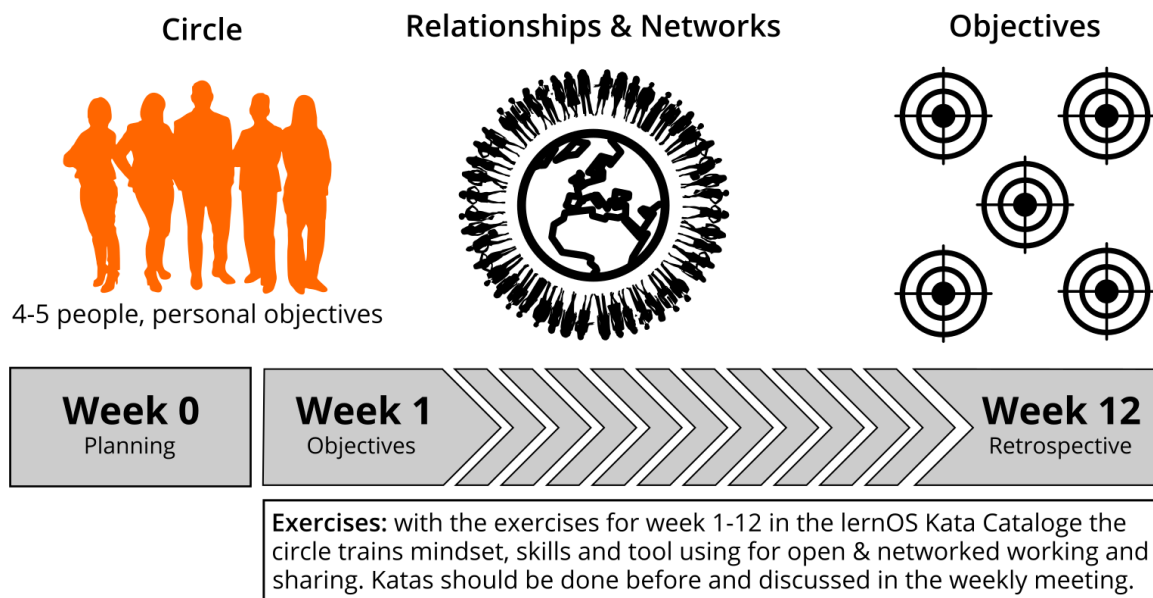 Circle
Relationships & Networks
Objectives
4-5 people, personal objectives
Week 0
Planning
Week 1
Objectives
Week 12
Retrospective
Exercises: with the exercises for week 1-12 in the lernOS Kata Cataloge the
circle trains mindset, skills and tool using for open & networked working and
sharing. Katas should be done before and discussed in the weekly meeting.